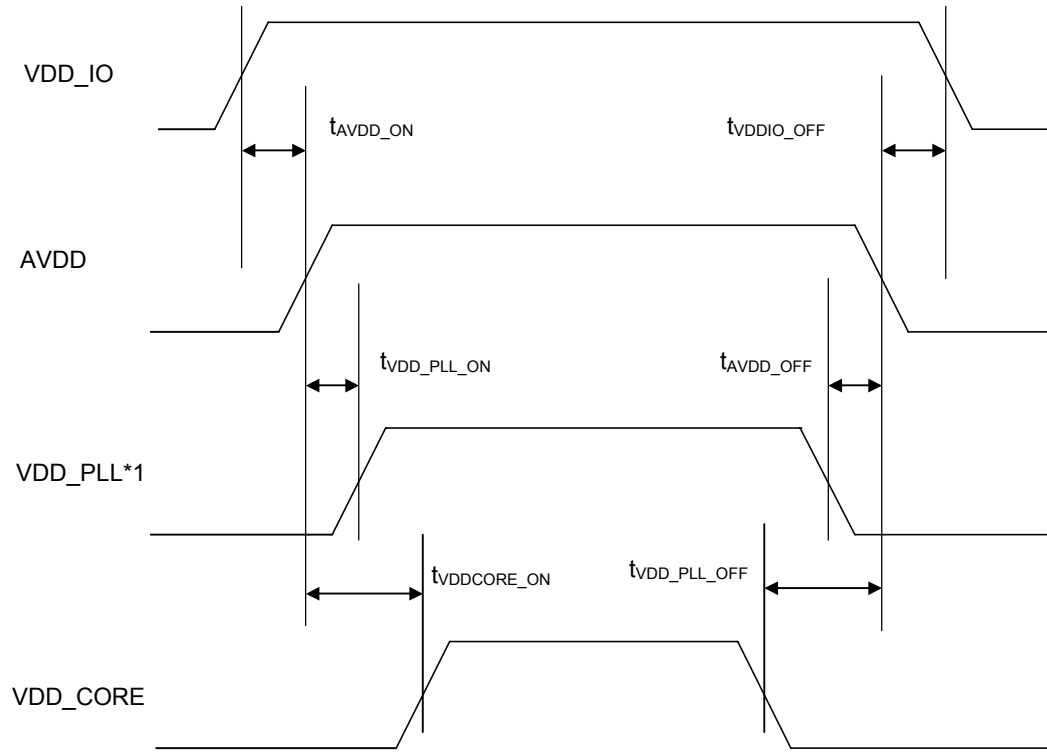 VDD_IO
tAVDD_ON
tVDDIO_OFF
AVDD
tVDD_PLL_ON
tAVDD_OFF
VDD_PLL*1
tVDDCORE_ON
tVDD_PLL_OFF
VDD_CORE